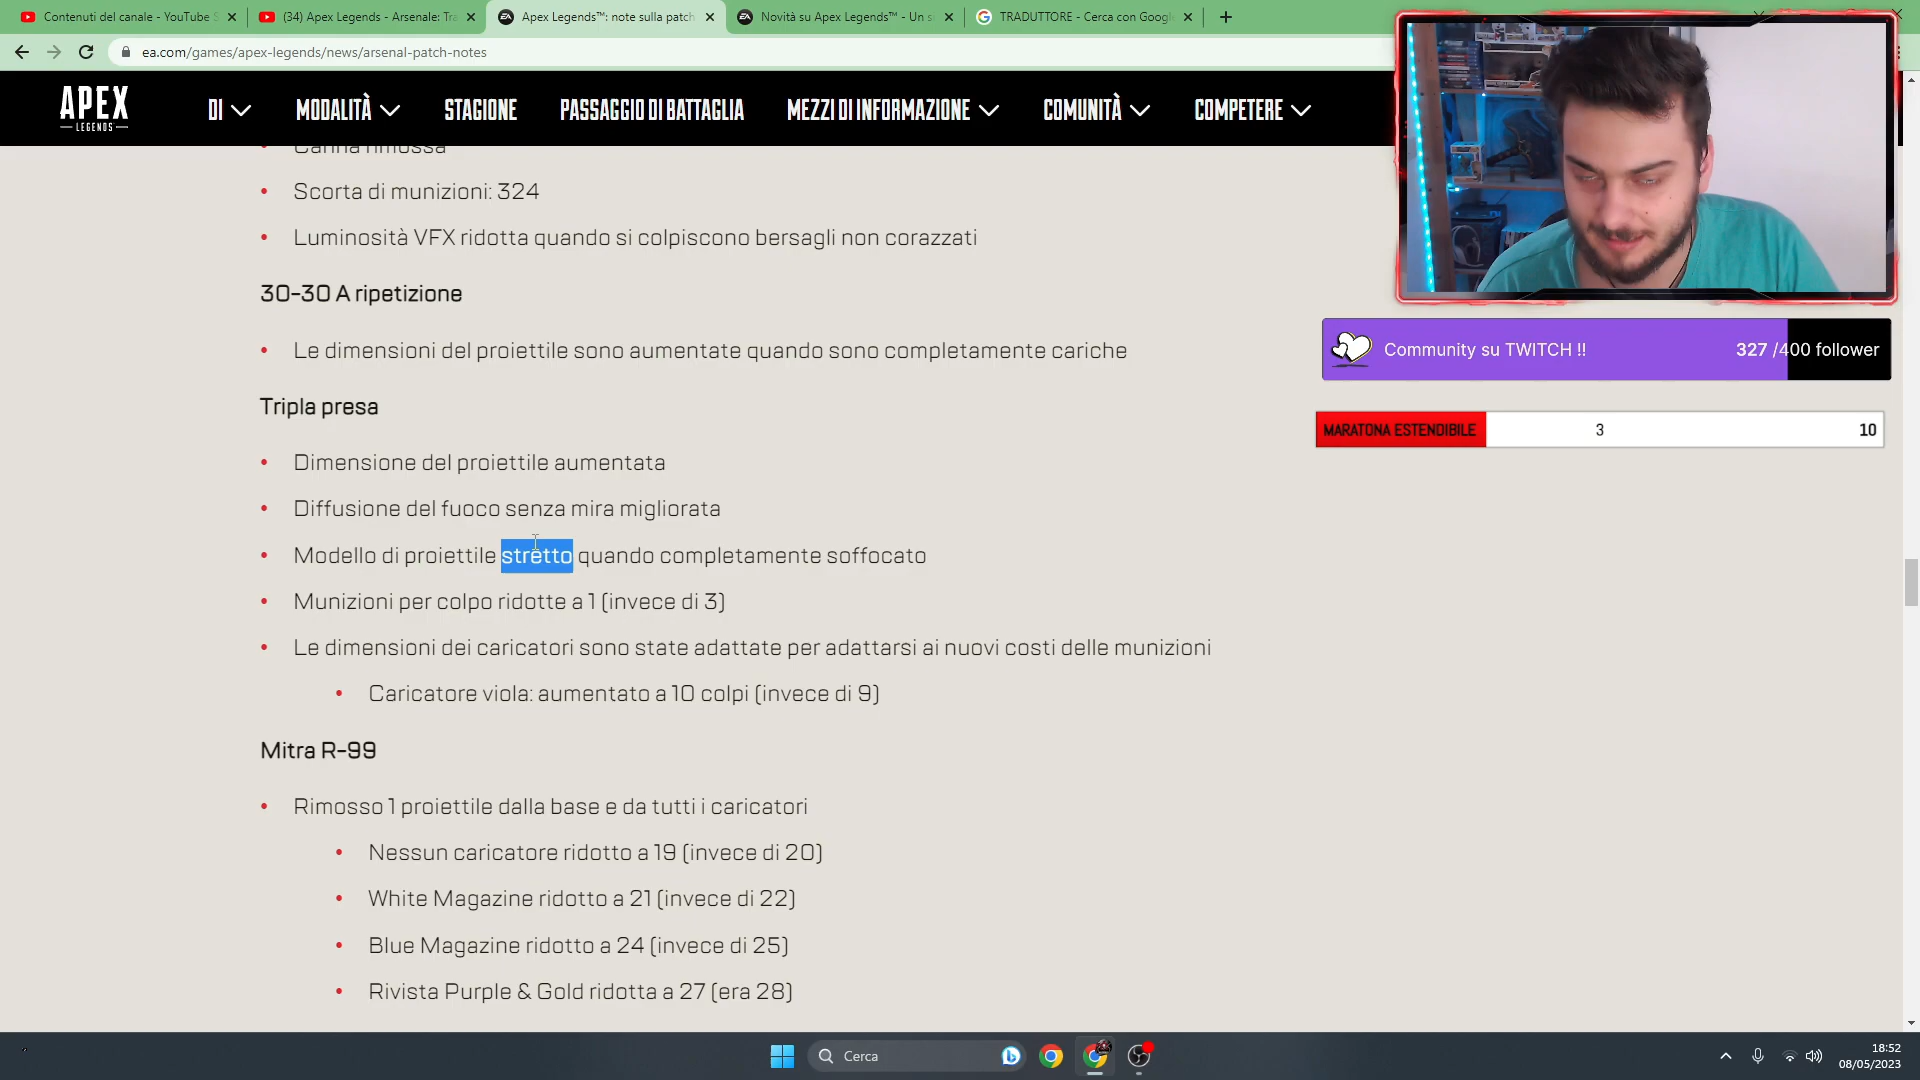 Contenuti del canale - YouTube S
(34) Apex Legends - Arsenale: Tra
Apex Legends™: note sulla patch
Novità su Apex Legends™ - Un s
TRADUTTORE - Cerca con Google
ea.com/games/apex-legends/news/arsenal-patch-notes
APEX
LEGENDS
DI
MODALITÀ
STAGIONE
PASSAGGIO DI BATTAGLIA
MEZZI DI INFORMAZIONE
COMUNITÀ
COMPETERE
Canna rimossa
Scorta di munizioni: 324
Luminosità VFX ridotta quando si colpiscono bersagli non corazzati
30-30 A ripetizione
Le dimensioni del proiettile sono aumentate quando sono completamente cariche
Tripla presa
Dimensione del proiettile aumentata
Diffusione del fuoco senza mira migliorata
Modello di proiettile stretto quando completamente soffocato
Munizioni per colpo ridotte a 1 (invece di 3)
Le dimensioni dei caricatori sono state adattate per adattarsi ai nuovi costi delle munizioni
Caricatore viola: aumentato a 10 colpi (invece di 9)
Mitra R-99
Rimosso 1 proiettile dalla base e da tutti i caricatori
Nessun caricatore ridotto a 19 (invece di 20)
White Magazine ridotto a 21 (invece di 22)
Blue Magazine ridotto a 24 (invece di 25)
Rivista Purple & Gold ridotta a 27 (era 28)
Community su TWITCH !! 327 /400 follower
MARATONA ESTENDIBILE 3 10
Cerca
18:52
08/05/2023